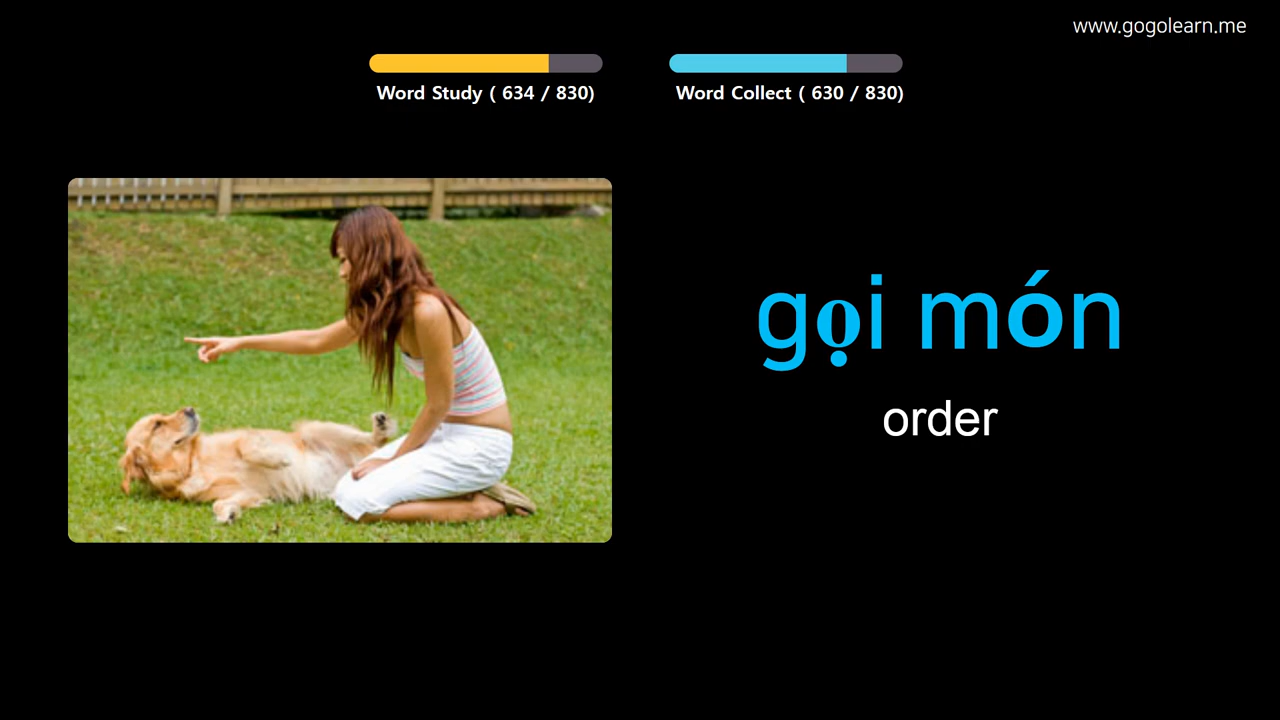 www.gogolearn.me
Word Study ( 634 / 830)
Word Collect ( 630 / 830)
gọi món
order